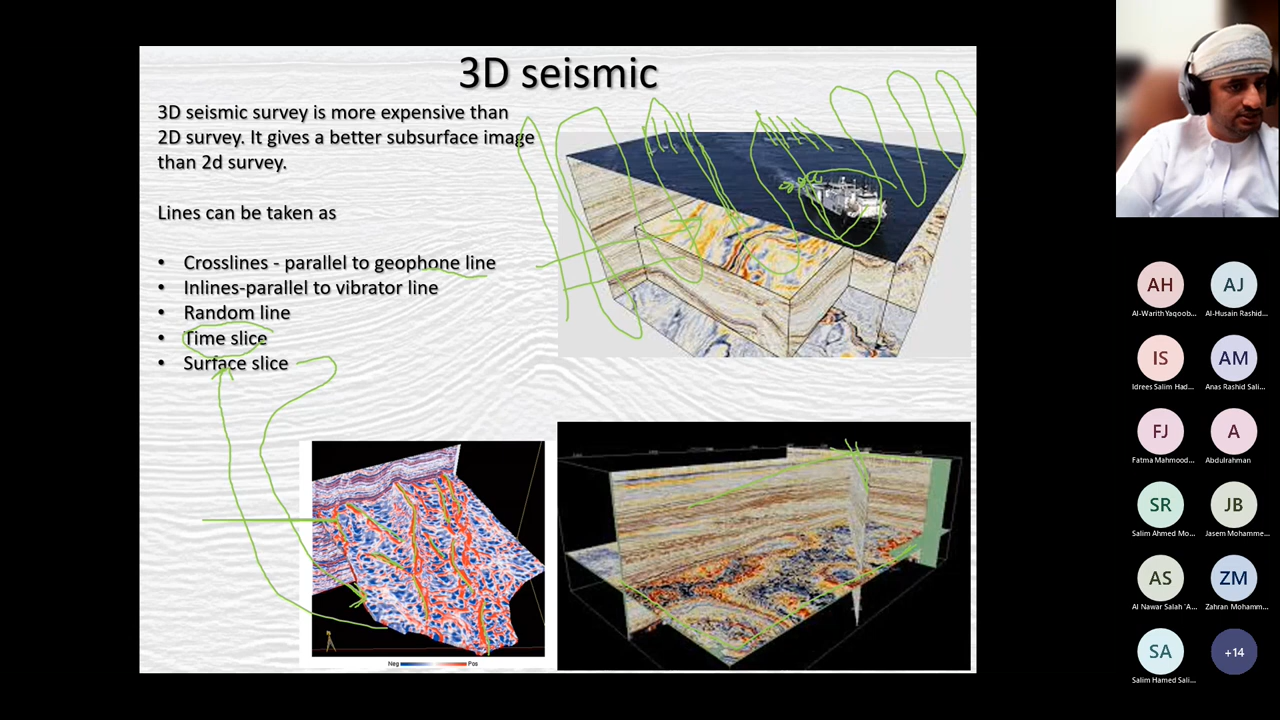 3D seismic
3D seismic survey is more expensive than
2D survey. It gives a better subsurface image
than 2d survey.
Lines can be taken as
• Crosslines - parallel to geophone line
• Inlines-parallel to vibrator line
• Random line
• Time slice
• Surface slice
Neg Pos
AH AJ
Al-Warith Yaqoob... Al-Husain Rashid...
IS AM
Idrees Salim Had... Anas Rashid Sali...
FJ A
Fatma Mahmood... Abdulrahman
SR JB
Salim Ahmed Mo... Jasem Mohamme...
AS ZM
Al Nawar Salah 'A... Zahran Mohamm...
SA +14
Salim Hamed Sali...